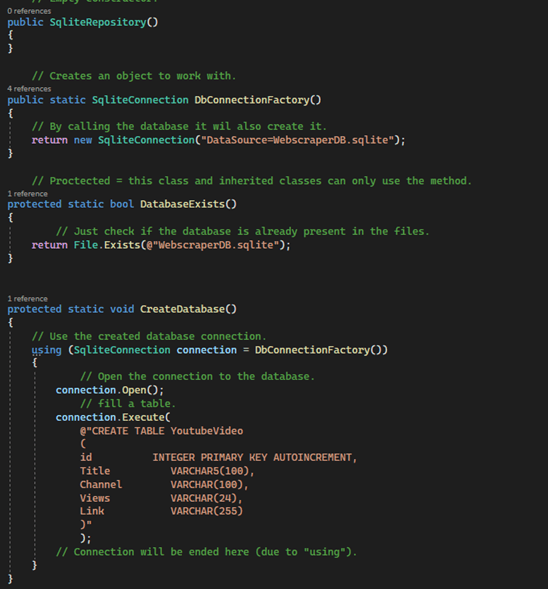 // Empty constructor.
0 references
public SqliteRepository()
{
}
// Creates an object to work with.
4 references
public static SqliteConnection DbConnectionFactory()
{
// By calling the database it wil also create it.
return new SqliteConnection("DataSource=WebscraperDB.sqlite");
}
// Proctected = this class and inherited classes can only use the method.
1 reference
protected static bool DatabaseExists()
{
// Just check if the database is already present in the files.
return File.Exists(@"WebscraperDB.sqlite");
}
1 reference
protected static void CreateDatabase()
{
// Use the created database connection.
using (SqliteConnection connection = DbConnectionFactory())
{
// Open the connection to the database.
connection.Open();
// fill a table.
connection.Execute(
@"CREATE TABLE YoutubeVideo
(
id INTEGER PRIMARY KEY AUTOINCREMENT,
Title VARCHAR5(100),
Channel VARCHAR(100),
Views VARCHAR(24),
Link VARCHAR(255)
)"
);
// Connection will be ended here (due to "using").
}
}